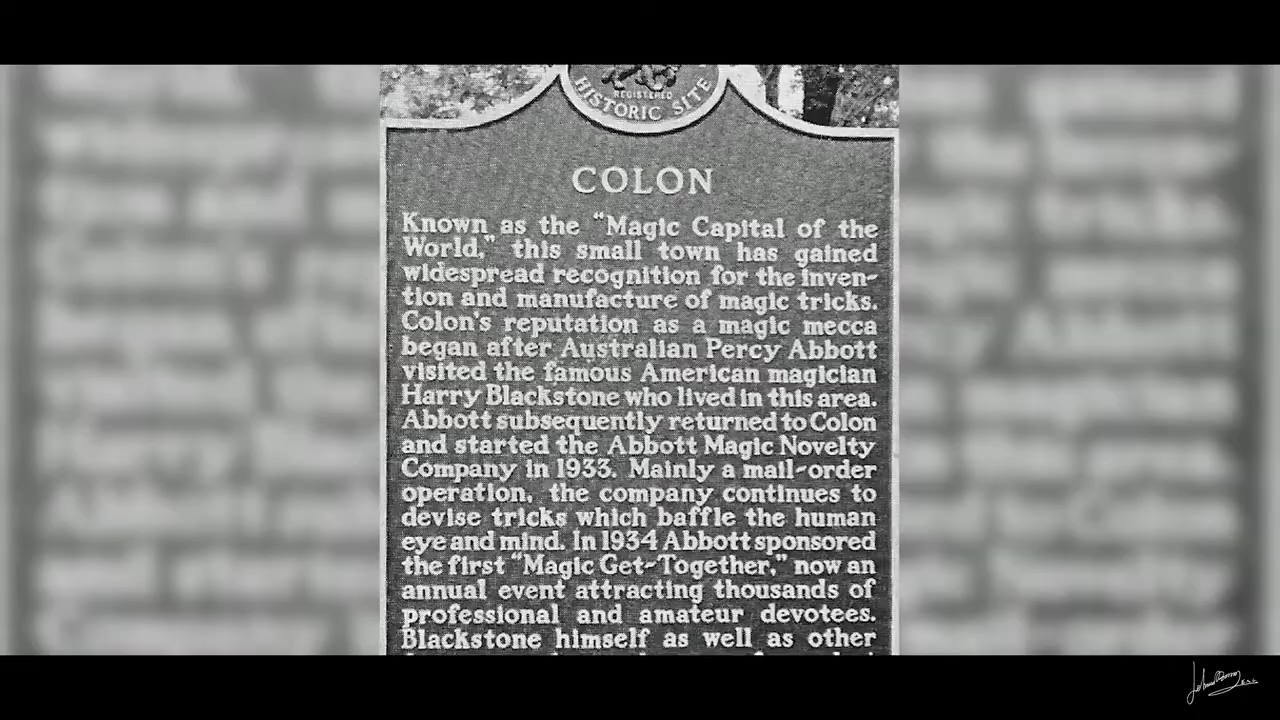 REGISTERED
HISTORIC SITE
COLON
Known as the “Magic Capital of the
World,” this small town has gained
widespread recognition for the inven-
tion and manufacture of magic tricks.
Colon's reputation as a magic mecca
began after Australian Percy Abbott
visited the famous American magician
Harry Blackstone who lived in this area.
Abbott subsequently returned to Colon
and started the Abbott Magic Novelty
Company in 1933. Mainly a mail-order
operation, the company continues to
devise tricks which baffle the human
eye and mind. In 1934 Abbott sponsored
the first “Magic Get-Together,” now an
annual event attracting thousands of
professional and amateur devotees.
Blackstone himself as well as other